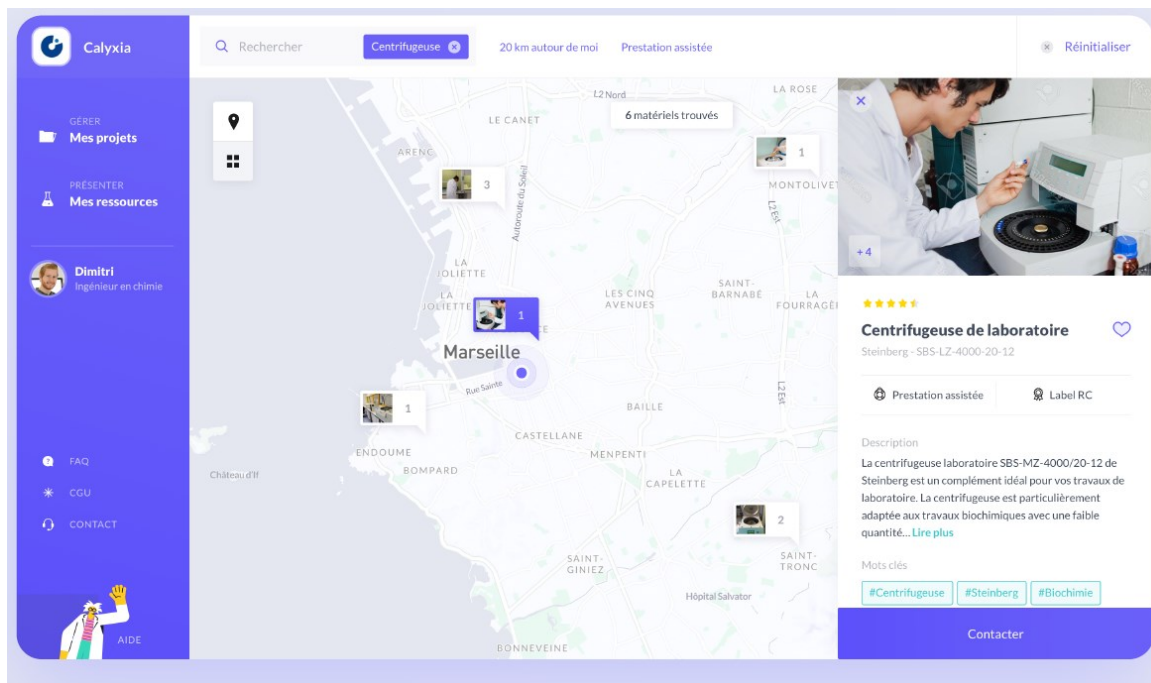 Calyxia
Rechercher
Centrifugeuse
20 km autour de moi
Prestation assistée
Réinitialiser
GÉRER
Mes projets
PRÉSENTER
Mes ressources
Dimitri
Ingénieur en chimie
FAQ
CGU
CONTACT
AIDE
6 matériels trouvés
L2 Nord
LA ROSE
LE CANET
ARENC
3
1
MONTOLIVET
Autoroute du Soleil
L2 Est
LA
JOLIETTE
LA
JOLIETTE
1
CE
LES CINQ
AVENUES
SAINT-
BARNABÉ
LA
FOURRAGÈ
Marseille
Rue Sainte
L2 Est
1
BAILLE
CASTELLANE
ENDOUME
MENPENTI
BOMPARD
Château d'If
LA
CAPELETTE
2
SAINT-
GINIEZ
SAINT-
TRONC
Hôpital Salvator
BONNEVEINE
+4
Centrifugeuse de laboratoire
Steinberg - SBS-LZ-4000-20-12
Prestation assistée
Label RC
Description
La centrifugeuse laboratoire SBS-MZ-4000/20-12 de
Steinberg est un complément idéal pour vos travaux de
laboratoire. La centrifugeuse est particulièrement
adaptée aux travaux biochimiques avec une faible
quantité... Lire plus
Mots clés
#Centrifugeuse
#Steinberg
#Biochimie
Contacter